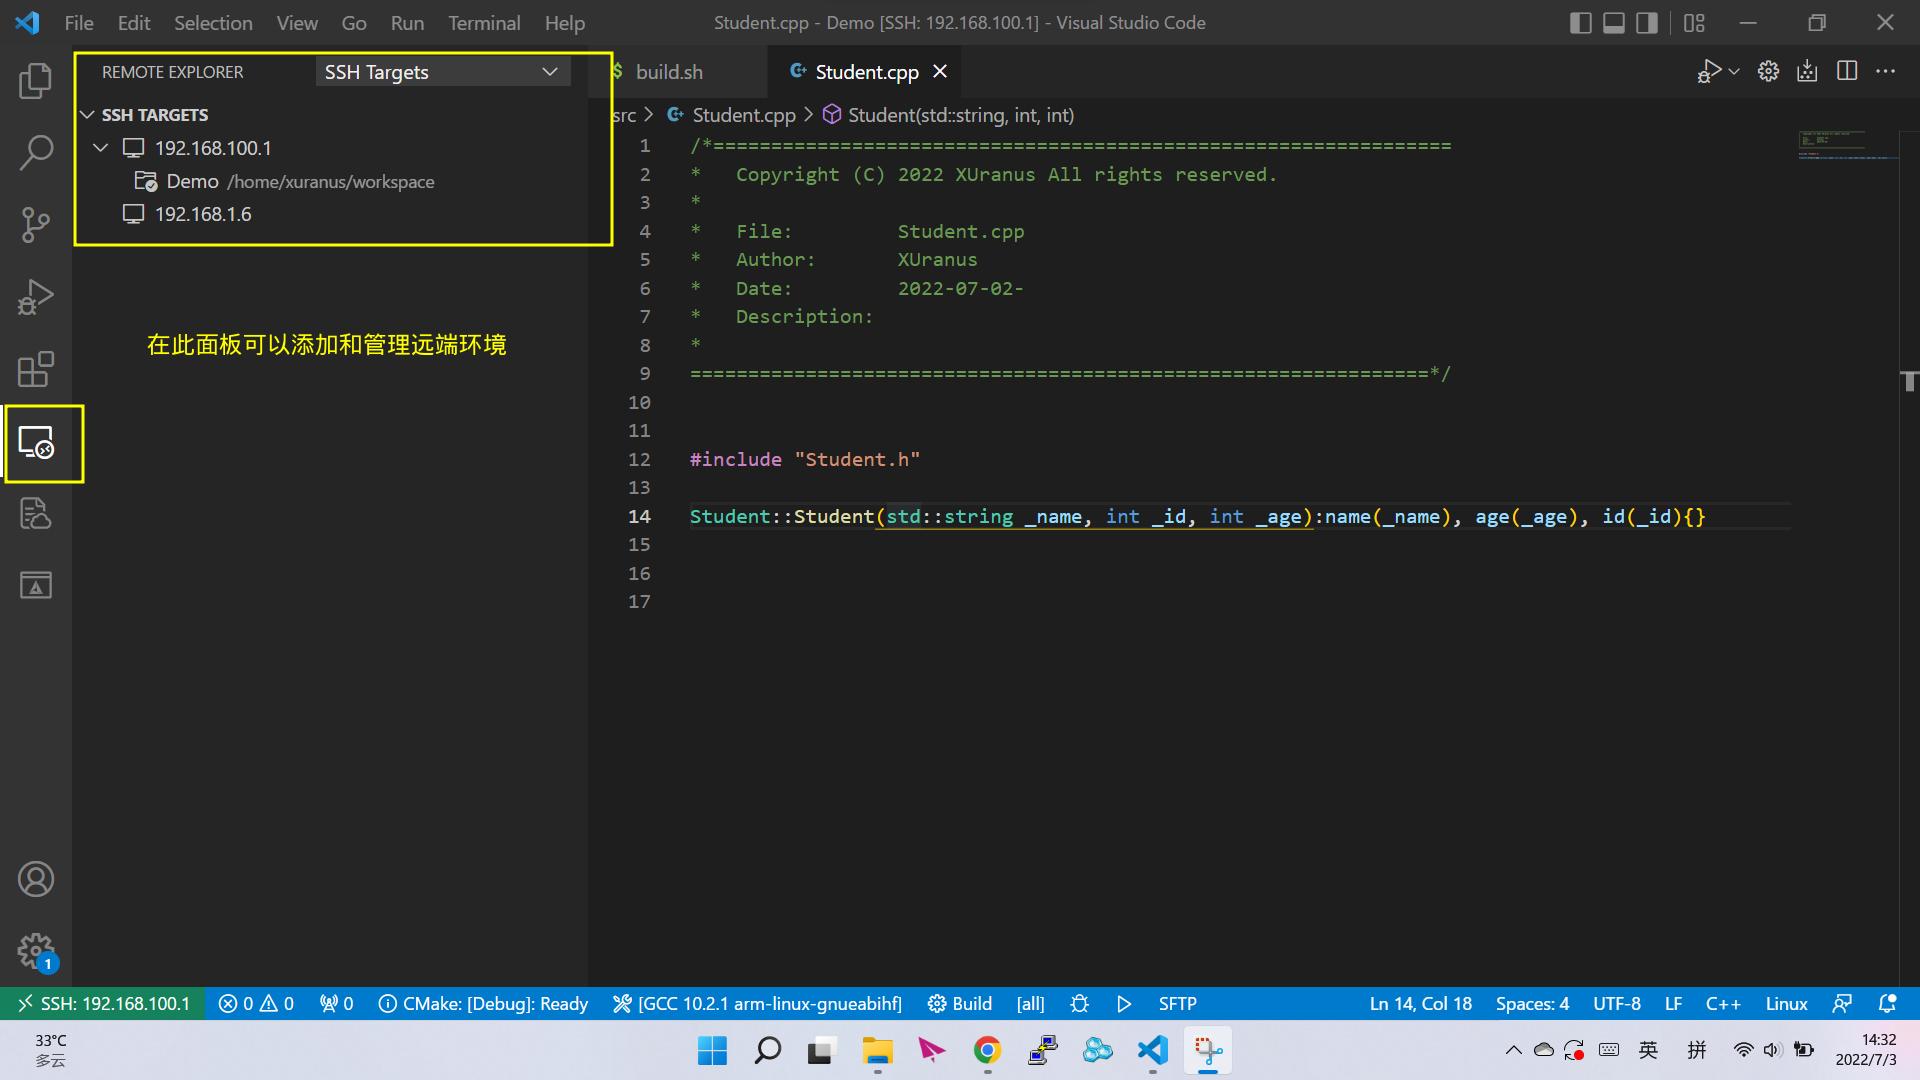 File Edit Selection View Go Run Terminal Help
Student.cpp - Demo [SSH: 192.168.100.1] - Visual Studio Code
REMOTE EXPLORER
SSH Targets
SSH TARGETS
192.168.100.1
Demo /home/xuranus/workspace
192.168.1.6
在此面板可以添加和管理远端环境
1
$ build.sh
Student.cpp
src > Student.cpp > Student(std::string, int, int)
1 /*================================================================
2 *   Copyright (C) 2022 XUranus All rights reserved.
3 *
4 *   File:         Student.cpp
5 *   Author:       XUranus
6 *   Date:         2022-07-02-
7 *   Description:
8 *
9 ================================================================*/
10
11
12 #include "Student.h"
13
14 Student::Student(std::string _name, int _id, int _age):name(_name), age(_age), id(_id){}
15
16
17
SSH: 192.168.100.1 0 0 0 CMake: [Debug]: Ready [GCC 10.2.1 arm-linux-gnueabihf] Build [all] SFTP Ln 14, Col 18 Spaces: 4 UTF-8 LF C++ Linux
33°C
多云
英 拼
14:32
2022/7/3